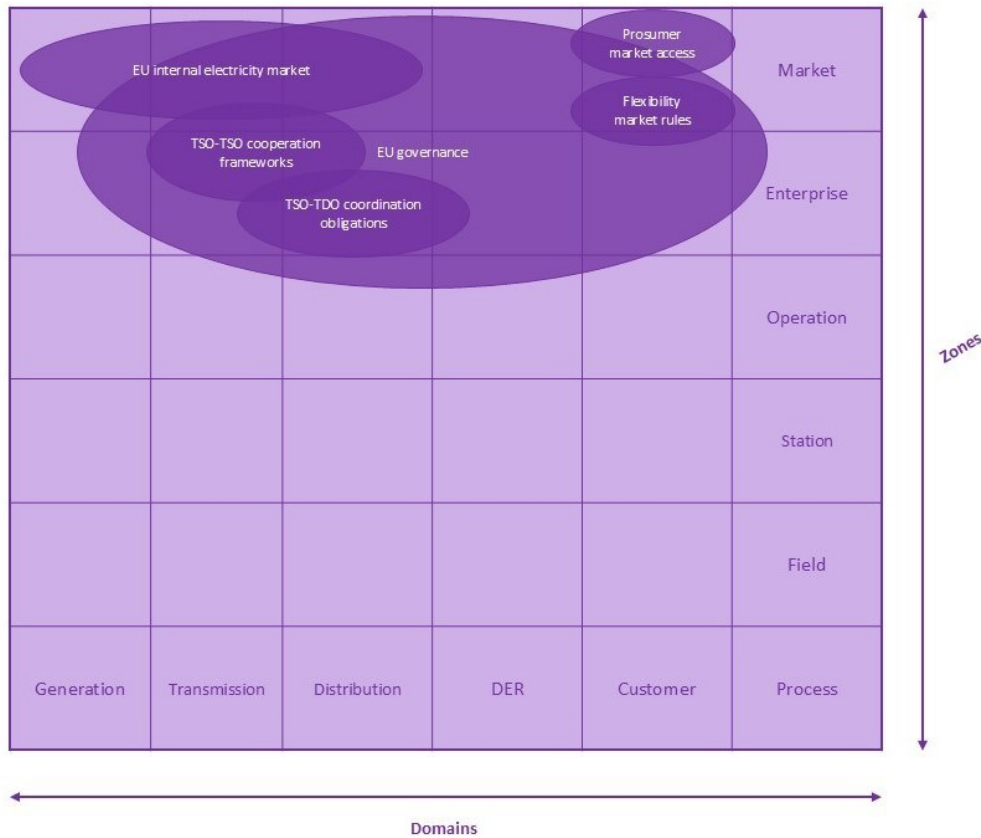 Prosumer
market access
EU internal electricity market
Market
Flexibility
market rules
TSO-TSO cooperation
frameworks
EU governance
Enterprise
TSO-TDO coordination
obligations
Operation
Zones
Station
Field
Generation
Transmission
Distribution
DER
Customer
Process
Domains